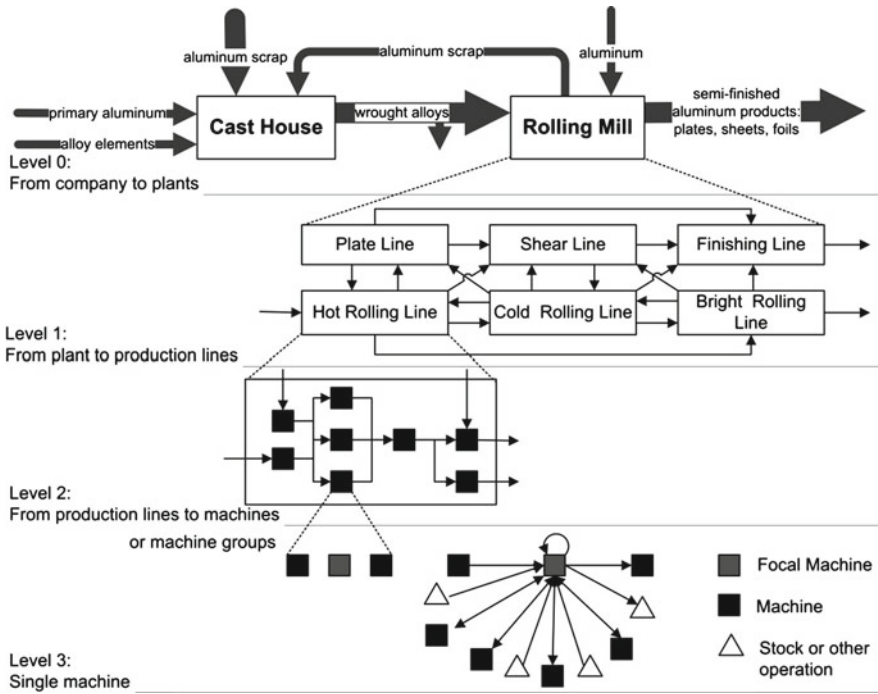 aluminum scrap
aluminum scrap
aluminum
primary aluminum
alloy elements
Cast House
wrought alloys
Rolling Mill
semi-finished
aluminum products:
plates, sheets, foils
Level 0:
From company to plants
Plate Line
Shear Line
Finishing Line
Hot Rolling Line
Cold Rolling Line
Bright Rolling
Line
Level 1:
From plant to production lines
Level 2:
From production lines to machines
or machine groups
Focal Machine
Machine
Stock or other
operation
Level 3:
Single machine